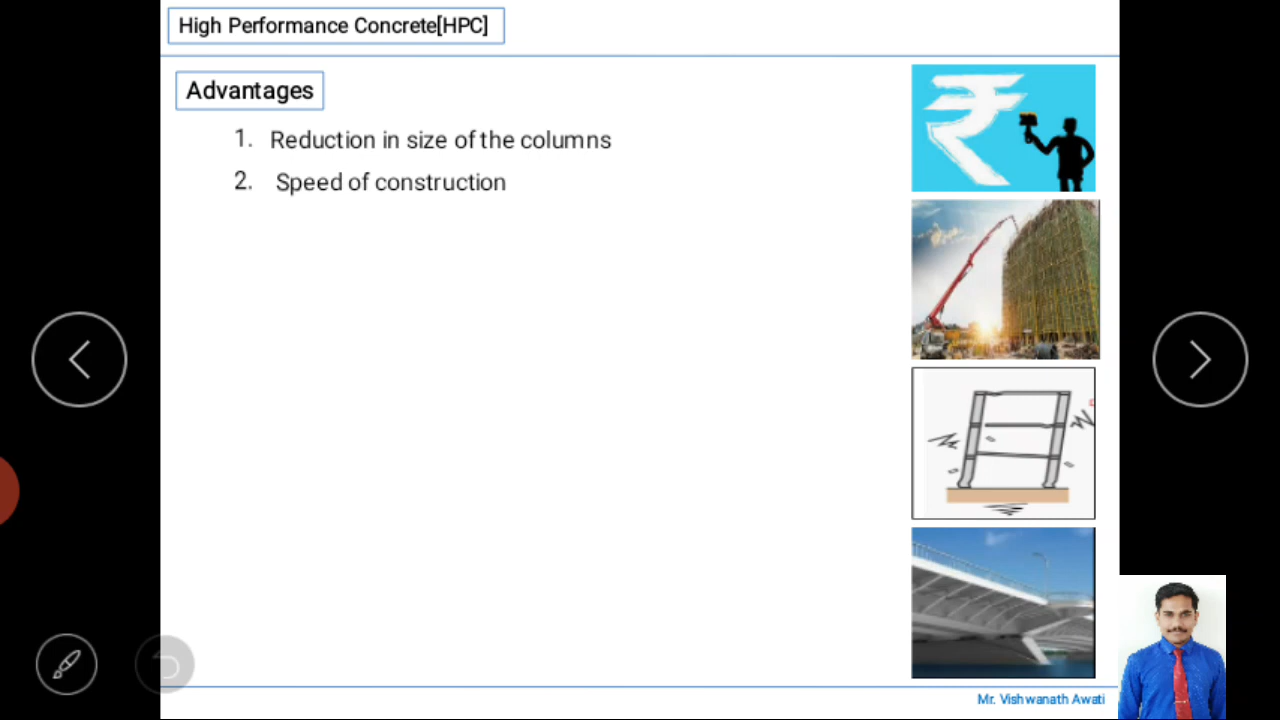 High Performance Concrete[HPC]
Advantages
1. Reduction in size of the columns
2. Speed of construction
Mr. Vishwanath Awati